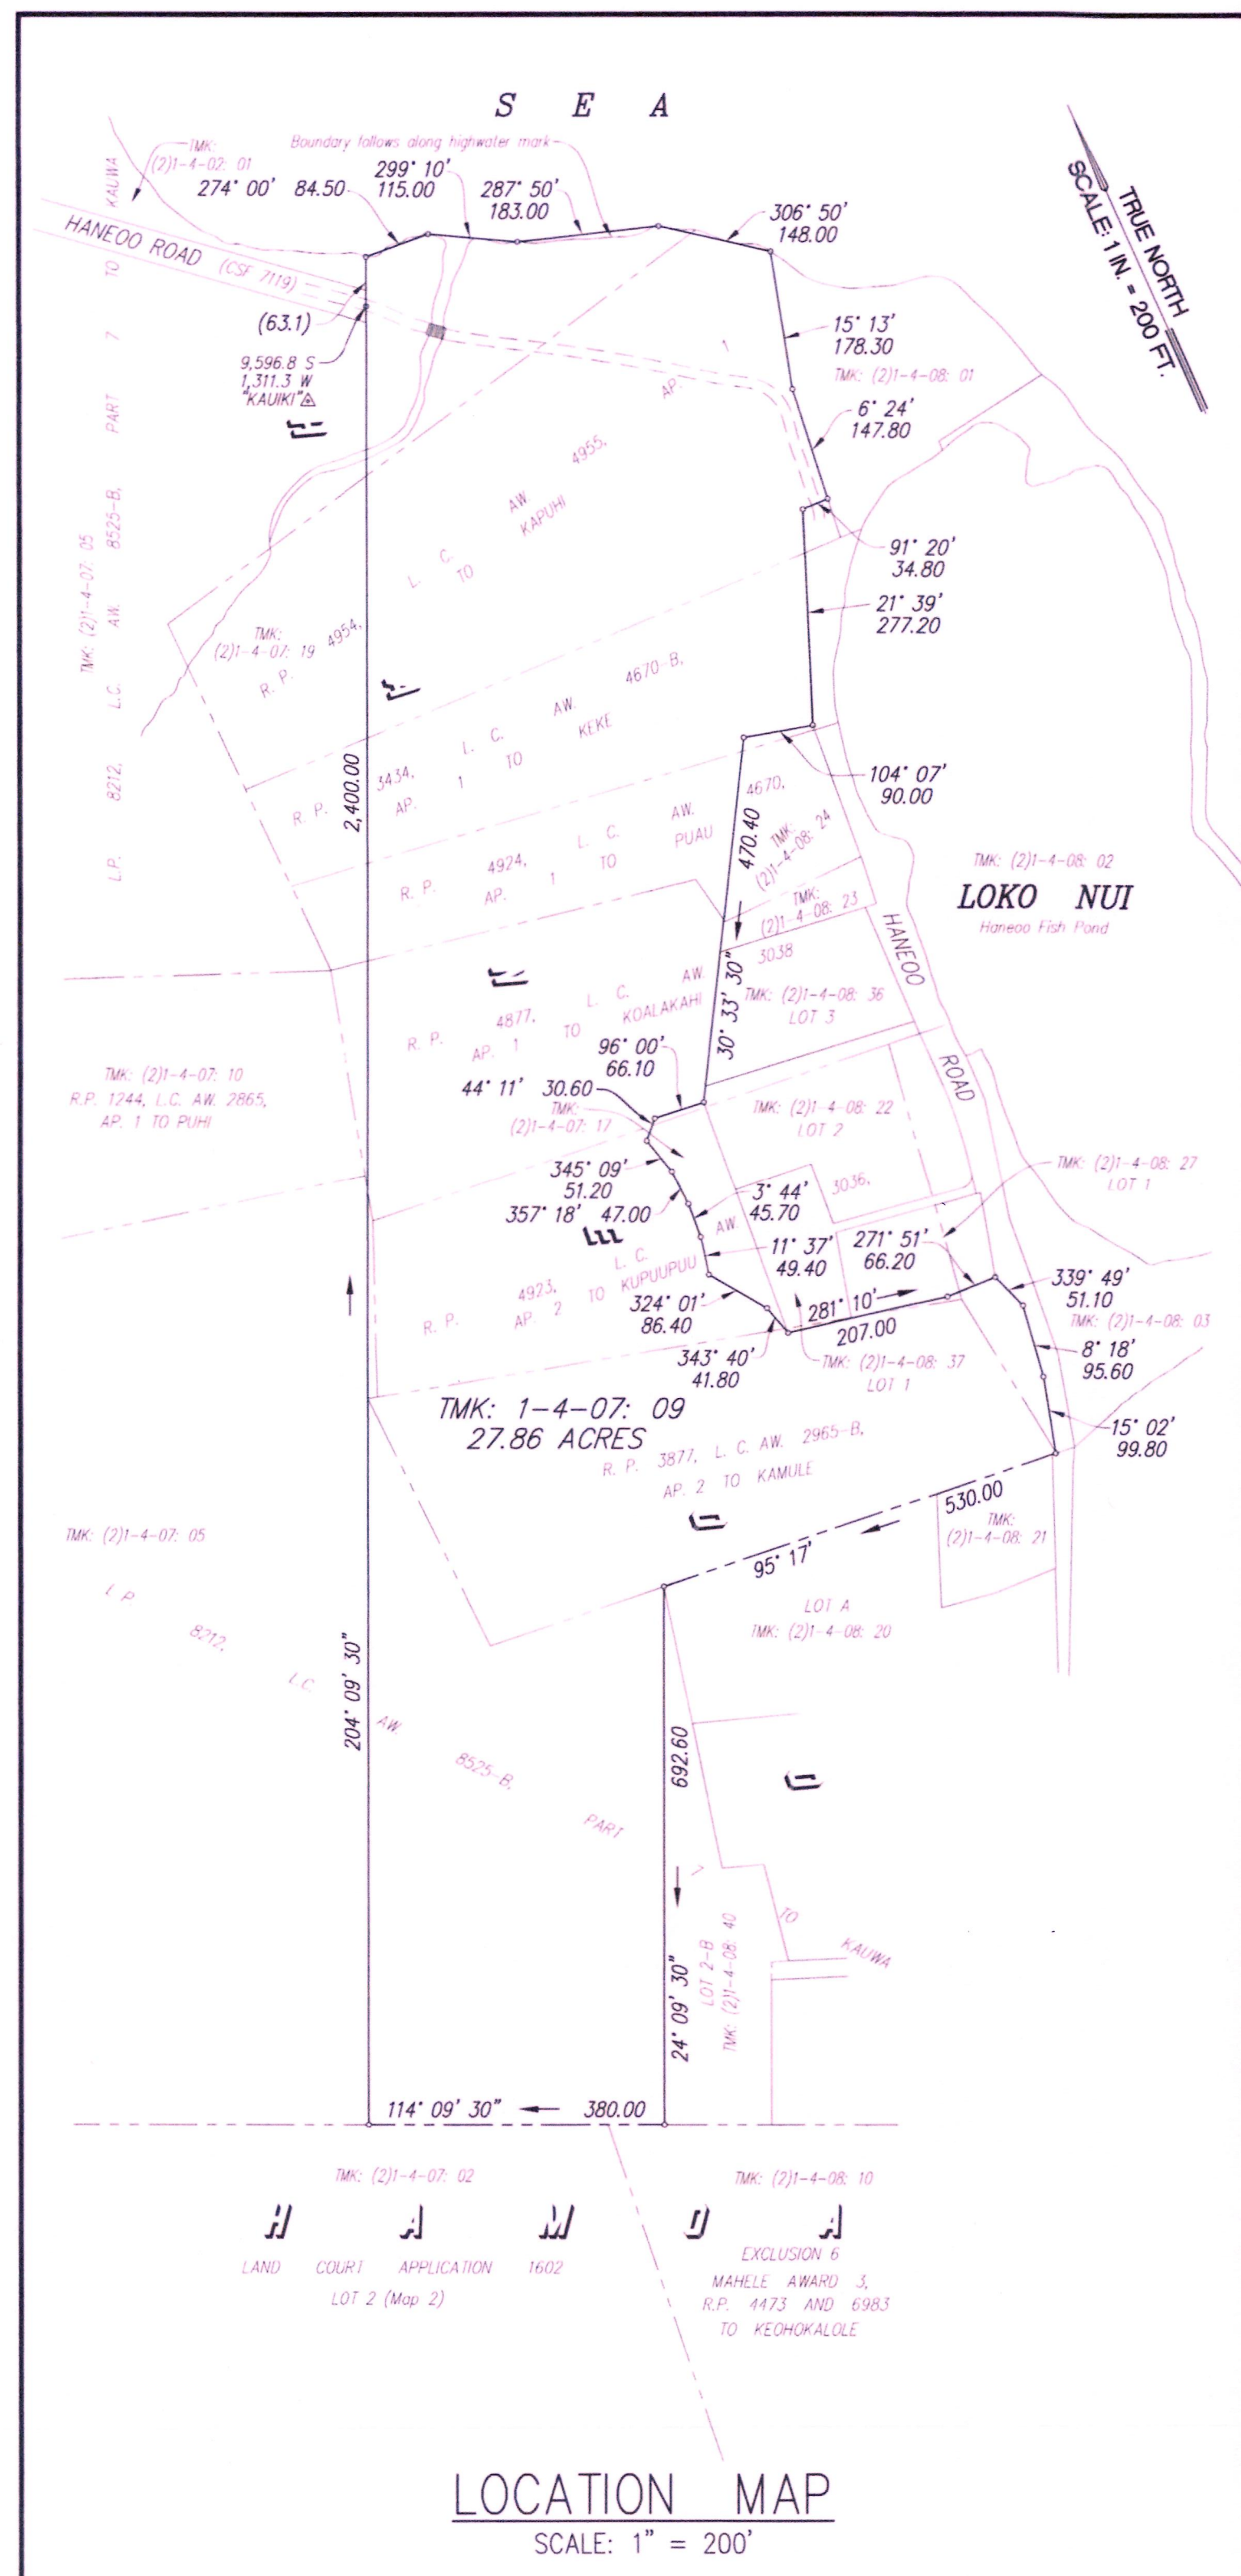 S E A
Boundary follows along highwater mark
TMK:
(2)1-4-02: 01
274° 00' 84.50
299° 10'
115.00
287° 50'
183.00
306° 50'
148.00
TRUE NORTH
SCALE: 1 IN. = 200 FT.
HANEOO ROAD (CSF 7119)
(63.1)
9,596.8 S
1,311.3 W
"KAUIKI"
15° 13'
178.30
TMK: (2)1-4-08: 01
6° 24'
147.80
91° 20'
34.80
21° 39'
277.20
104° 07'
90.00
TMK: (2)1-4-07: 05
L.P. 8212, L.C. AW. 8525-B, PART 7 TO KAUWA
TMK:
(2)1-4-07: 19
R. P. 4954,
L. C. AW 4955, AP. 1
TO KAPUHI
R. P. 3434, L. C. AW. 4670-B,
AP. 1 TO KEKE
R. P. 4924, L. C. AW. 4670,
AP. 1 TO PUAU
TMK:
(2)1-4-08: 24
TMK:
(2)1-4-08: 23
2,400.00
470.40
30° 33' 30"
TMK: (2)1-4-08: 02
LOKO NUI
Haneoo Fish Pond
HANEOO ROAD
R. P. 4877, L. C. AW. 3038
AP. 1 TO KOALAKAHI
TMK: (2)1-4-08: 36
LOT 3
TMK: (2)1-4-07: 10
R.P. 1244, L.C. AW. 2865,
AP. 1 TO PUHI
96° 00'
66.10
44° 11' 30.60
TMK:
(2)1-4-07: 17
TMK: (2)1-4-08: 22
LOT 2
345° 09'
51.20
357° 18' 47.00
3° 44'
45.70
11° 37'
49.40
TMK: (2)1-4-08: 27
LOT 1
R. P. 4923, L. C. AW. 3036,
AP. 2 TO KUPUUPUU
271° 51'
66.20
339° 49'
51.10
TMK: (2)1-4-08: 03
324° 01'
86.40
281° 10'
207.00
8° 18'
95.60
343° 40'
41.80
TMK: (2)1-4-08: 37
LOT 1
TMK: 1-4-07: 09
27.86 ACRES
15° 02'
99.80
R. P. 3877, L. C. AW. 2965-B,
AP. 2 TO KAMULE
530.00
95° 17'
TMK:
(2)1-4-08: 21
TMK: (2)1-4-07: 05
LOT A
TMK: (2)1-4-08: 20
L.P. 8212, L.C. AW. 8525-B, PART 7 TO KAUWA
204° 09' 30"
692.60
24° 09' 30"
LOT 2-B
TMK: (2)1-4-08: 40
114° 09' 30" 380.00
TMK: (2)1-4-07: 02
TMK: (2)1-4-08: 10
H A M O A
LAND COURT APPLICATION 1602
LOT 2 (Map 2)
EXCLUSION 6
MAHELE AWARD 3,
R.P. 4473 AND 6983
TO KEOHOKALOLE
LOCATION MAP
SCALE: 1" = 200'